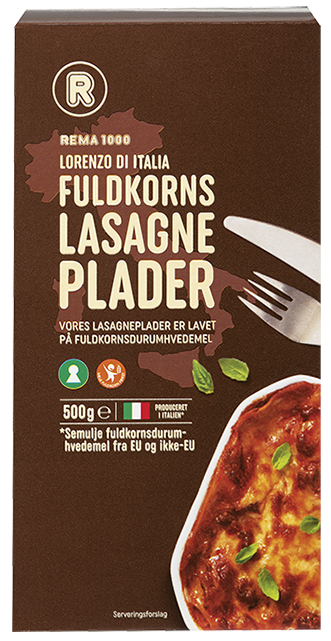 R
REMA 1000
LORENZO DI ITALIA
FULDKORNS
LASAGNE
PLADER
VORES LASAGNEPLADER ER LAVET
PÅ FULDKORNSDURUMHVEDEMEL
500g ℮
PRODUCERET
I ITALIEN*
*Semulje fuldkornsdurum-
hvedemel fra EU og ikke-EU
Serveringsforslag